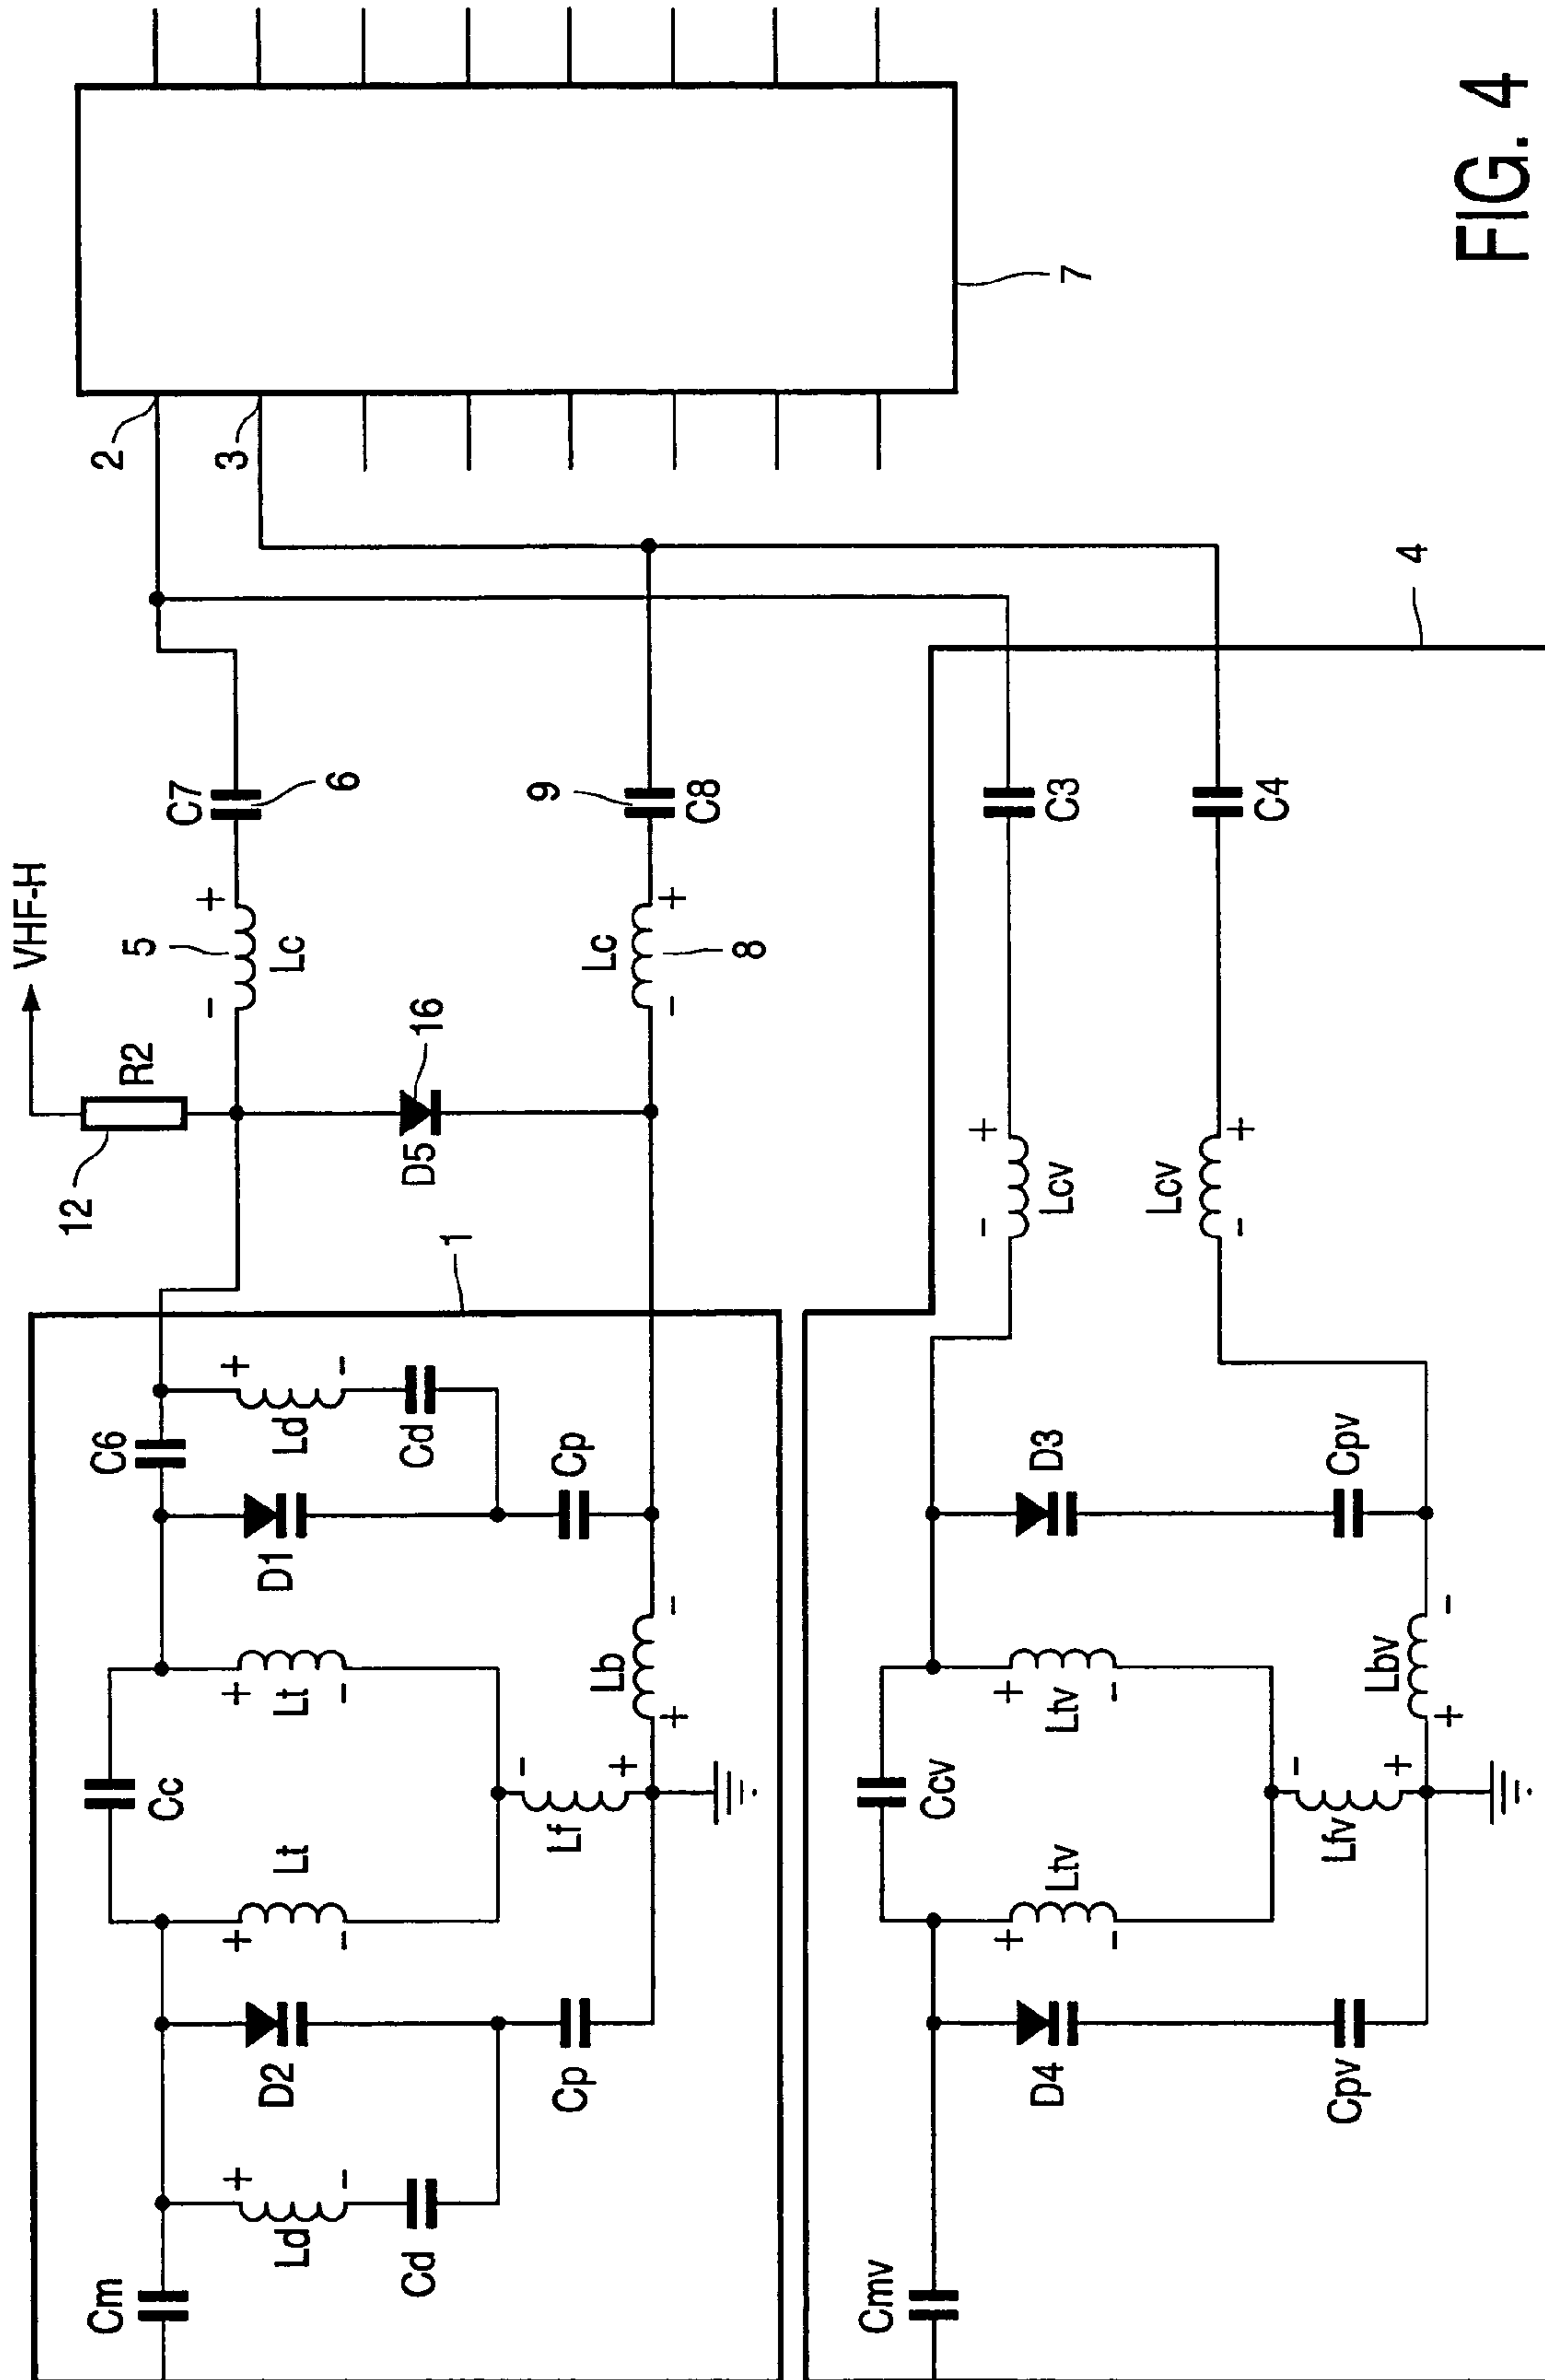 VHF-H
12
R2
5
Lc
-
+
C7
6
2
3
7
D5
16
Lc
-
+
8
9
C8
1
Cm
Cc
C6
+
Ld
-
Cd
D2
Cp
+
Lt
-
+
Lt
-
-
Lf
+
D1
+
Ld
-
Cd
Cp
+
Lb
-
4
Cmv
Ccv
D4
Cpv
+
Ltv
-
+
Ltv
-
-
Lfv
+
D3
Cpv
+
Lbv
-
-
Lcv
+
C3
-
Lcv
+
C4
FIG. 4